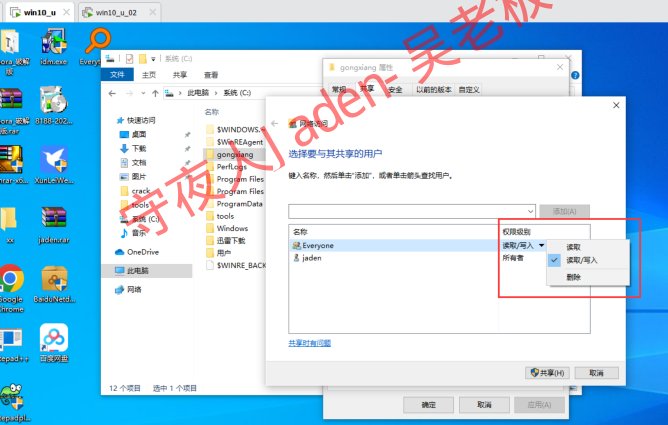 win10_u
win10_u_02
idm.exe
8188-202...
XunLeiWe...
xx
jaden.rar
Google
Chrome
BaiduNetd...
百度网盘
系统 (C:)
文件
主页
共享
查看
此电脑 › 系统 (C:)
快速访问
桌面
下载
文档
图片
crack
tools
系统 (C:)
音乐
OneDrive
此电脑
网络
名称
$WINDOWS.
$WinREAgent
gongxiang
PerfLogs
Program Files
Program Files
ProgramData
tools
Windows
迅雷下载
用户
$WINRE_BACK
12 个项目
选中 1 个项目
gongxiang 属性
常规
共享
安全
以前的版本
自定义
网络访问
选择要与其共享的用户
键入名称，然后单击"添加"，或者单击箭头查找用户。
添加(A)
名称
权限级别
Everyone
读取/写入
jaden
所有者
读取
读取/写入
删除
共享时有问题
共享(H)
取消
确定
取消
应用(A)
守夜人Jaden-吴老板